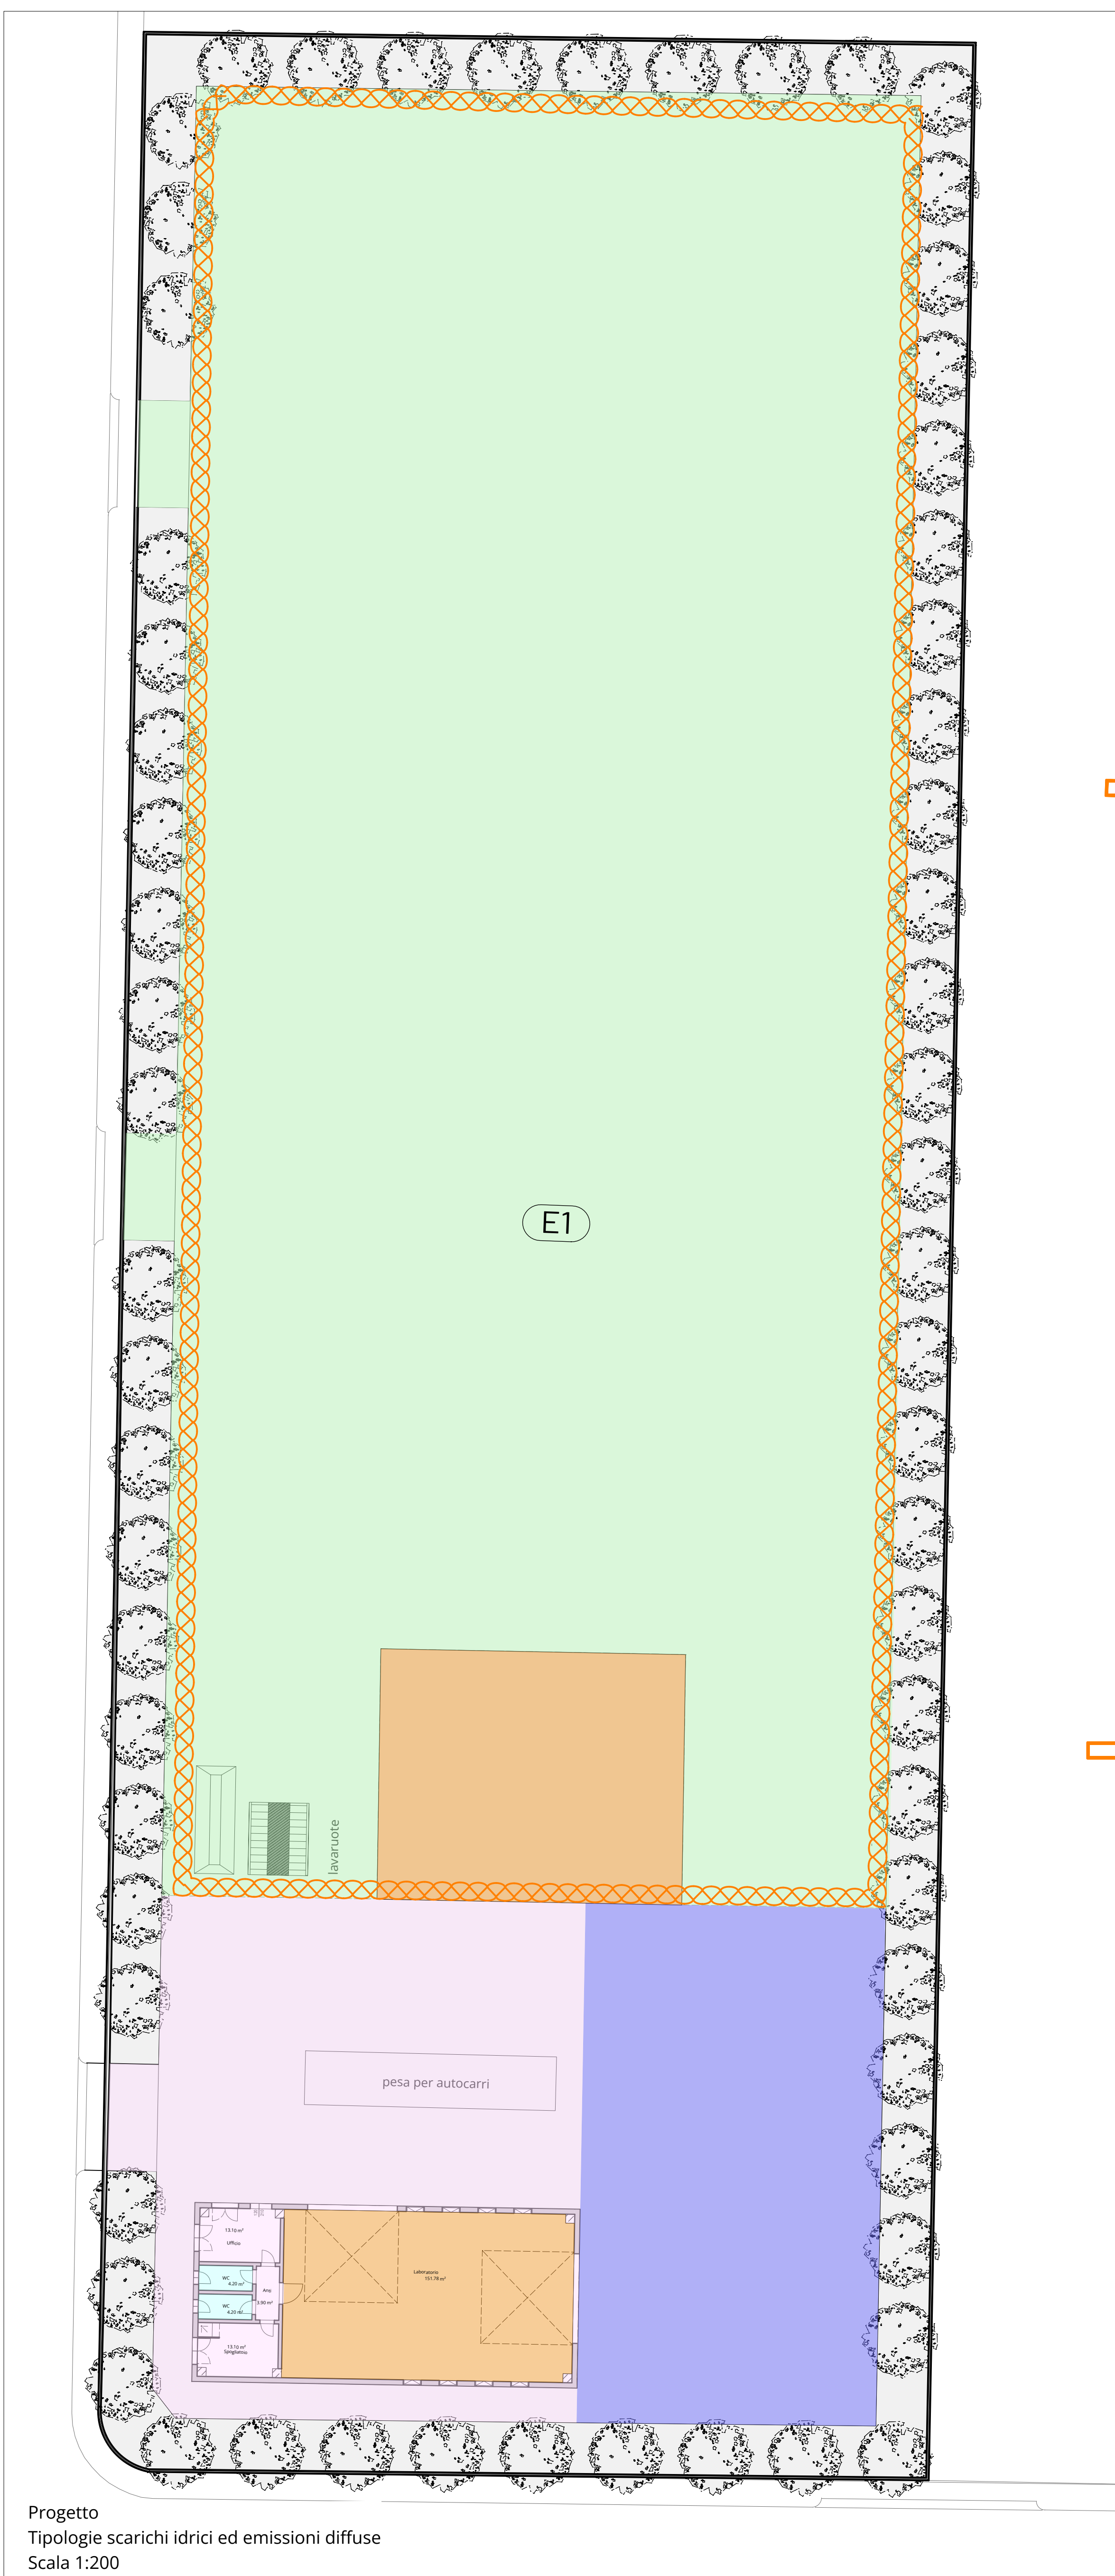 E1
lavaruote
pesa per autocarri
13.10 m²
Ufficio
Laboratorio
151.78 m²
WC
4.20 m²
Ano
3.90 m²
WC
4.20 m²
13.10 m²
Spogliatoio
Progetto
Tipologie scarichi idrici ed emissioni diffuse
Scala 1:200